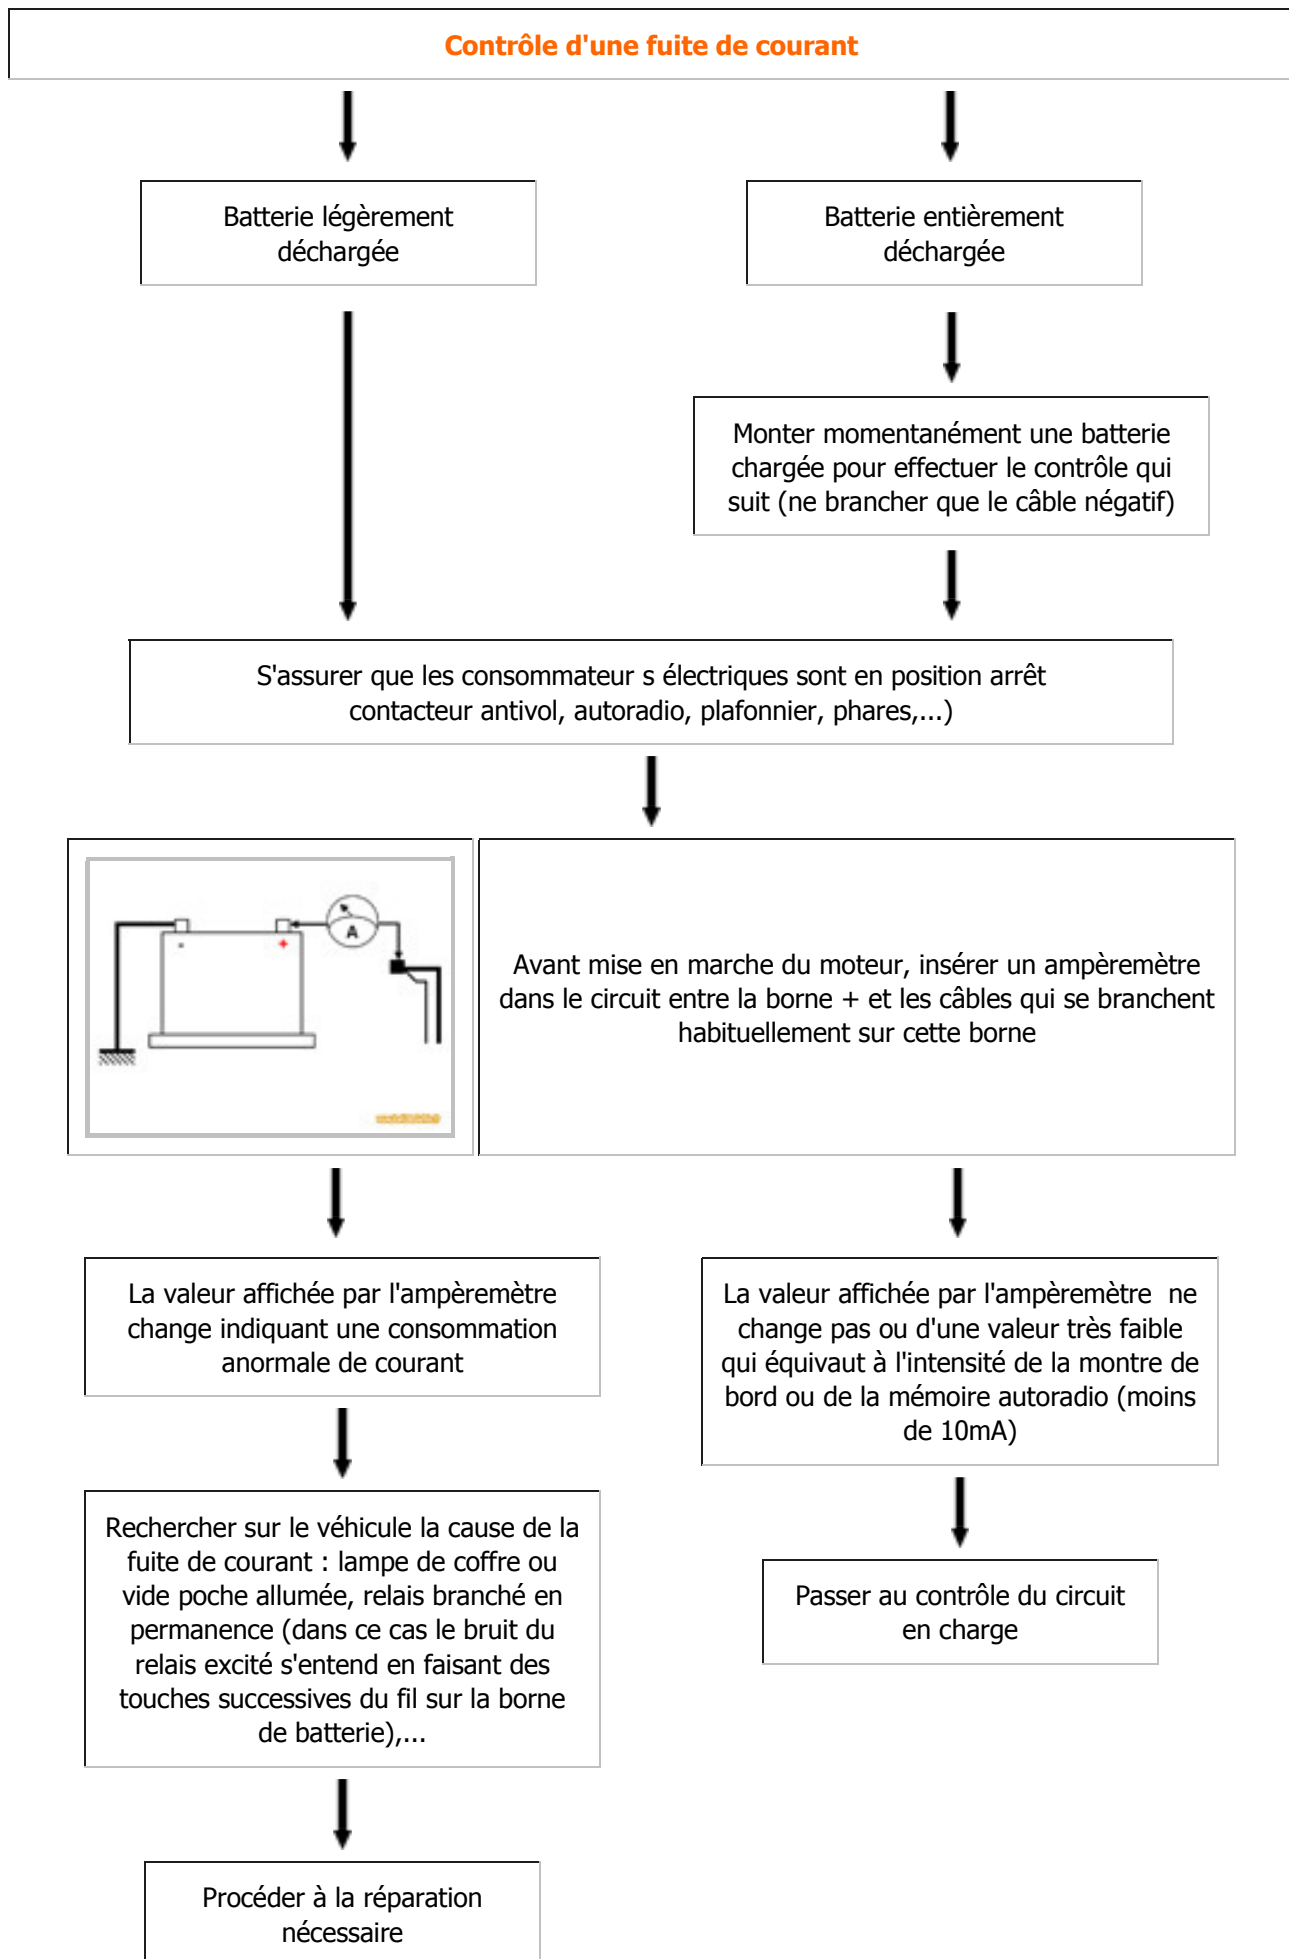 Contrôle d'une fuite de courant
Batterie légèrement
déchargée
Batterie entièrement
déchargée
Monter momentanément une batterie
chargée pour effectuer le contrôle qui
suit (ne brancher que le câble négatif)
S'assurer que les consommateur s électriques sont en position arrêt
contacteur antivol, autoradio, plafonnier, phares,...)
- +
A
Avant mise en marche du moteur, insérer un ampèremètre
dans le circuit entre la borne + et les câbles qui se branchent
habituellement sur cette borne
La valeur affichée par l'ampèremètre
change indiquant une consommation
anormale de courant
La valeur affichée par l'ampèremètre  ne
change pas ou d'une valeur très faible
qui équivaut à l'intensité de la montre de
bord ou de la mémoire autoradio (moins
de 10mA)
Rechercher sur le véhicule la cause de la
fuite de courant : lampe de coffre ou
vide poche allumée, relais branché en
permanence (dans ce cas le bruit du
relais excité s'entend en faisant des
touches successives du fil sur la borne
de batterie),...
Passer au contrôle du circuit
en charge
Procéder à la réparation
nécessaire